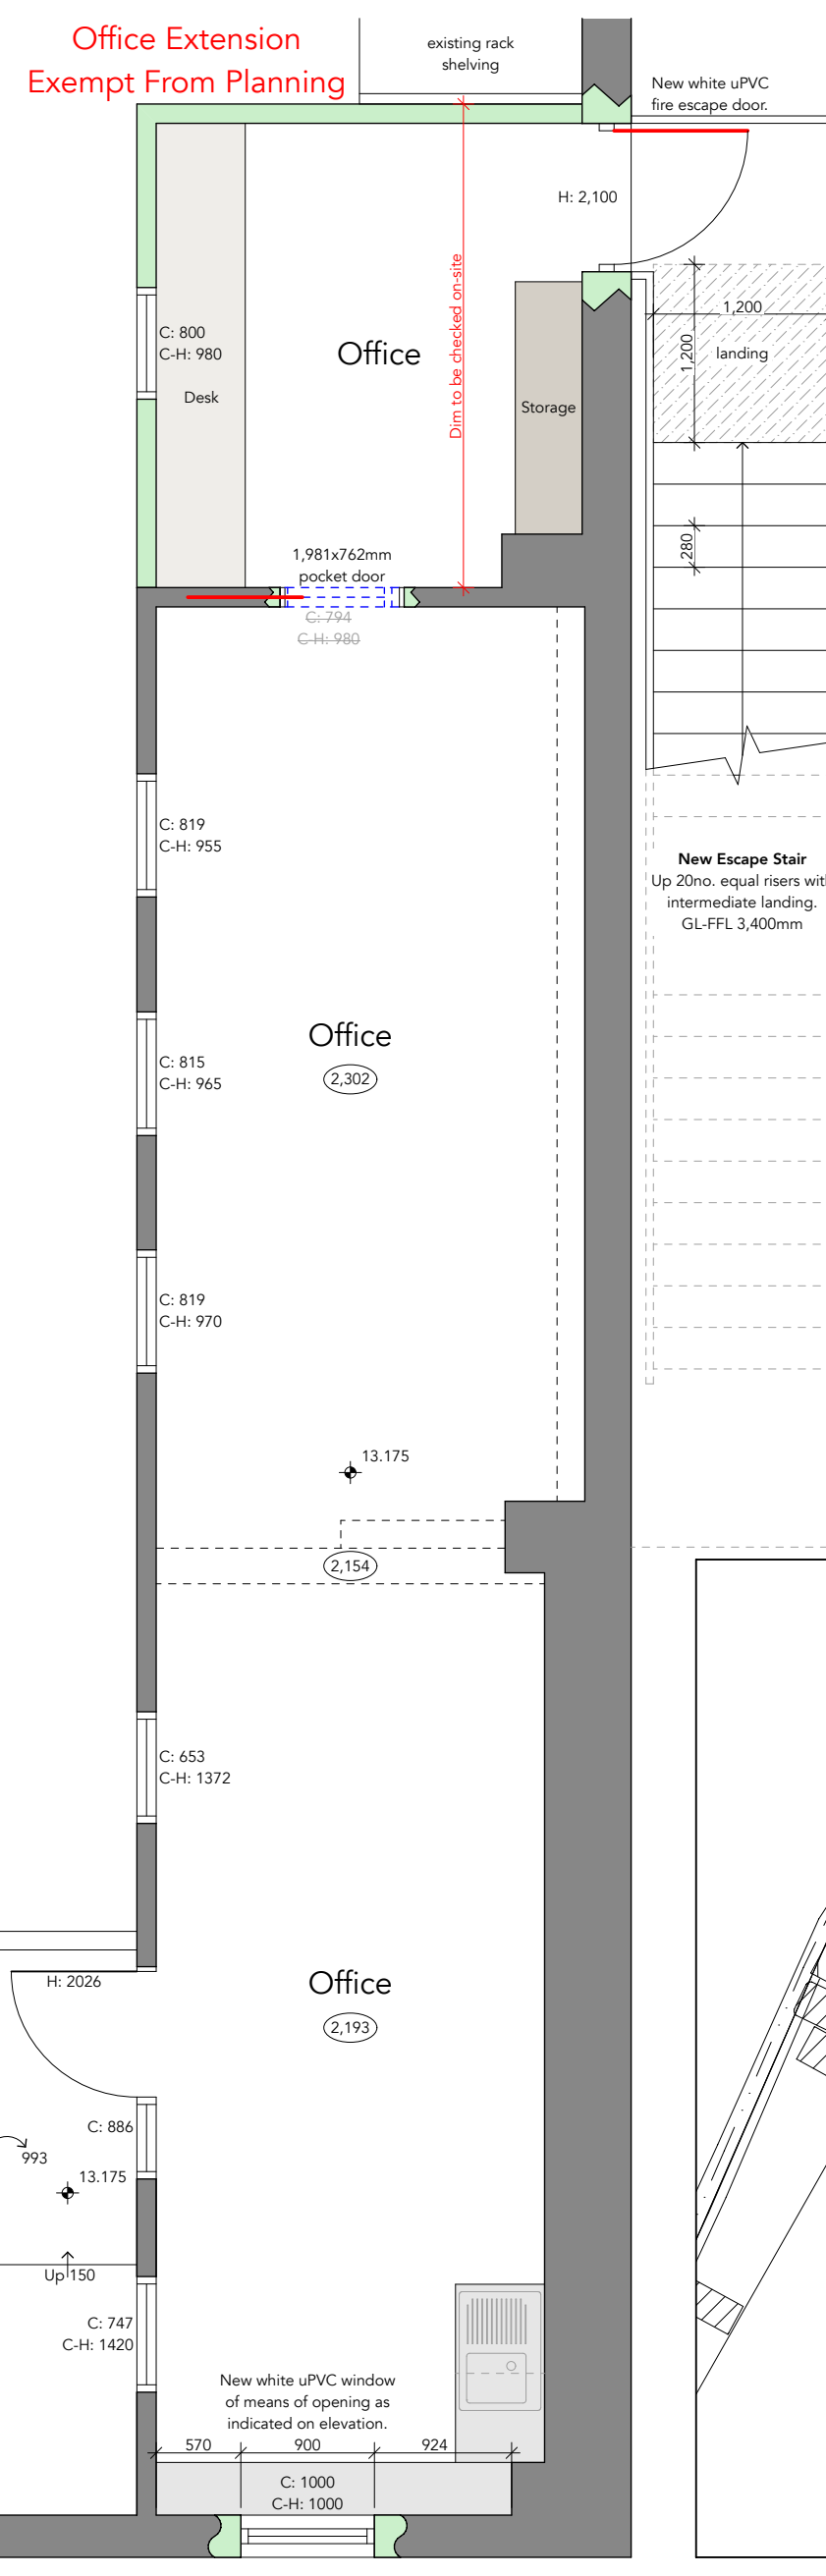 Office Extension
Exempt From Planning
existing rack
shelving
New white uPVC
fire escape door.
H: 2,100
1,200
1,200
landing
C: 800
C-H: 980
Office
Dim to be checked on-site
Desk
Storage
280
1,981x762mm
pocket door
C: 794
C-H: 980
C: 819
C-H: 955
New Escape Stair
Up 20no. equal risers with
intermediate landing.
GL-FFL 3,400mm
Office
2,302
C: 815
C-H: 965
C: 819
C-H: 970
13.175
2,154
C: 653
C-H: 1372
H: 2026
Office
2,193
C: 886
993
13.175
Up 150
C: 747
C-H: 1420
New white uPVC window
of means of opening as
indicated on elevation.
570
900
924
C: 1000
C-H: 1000